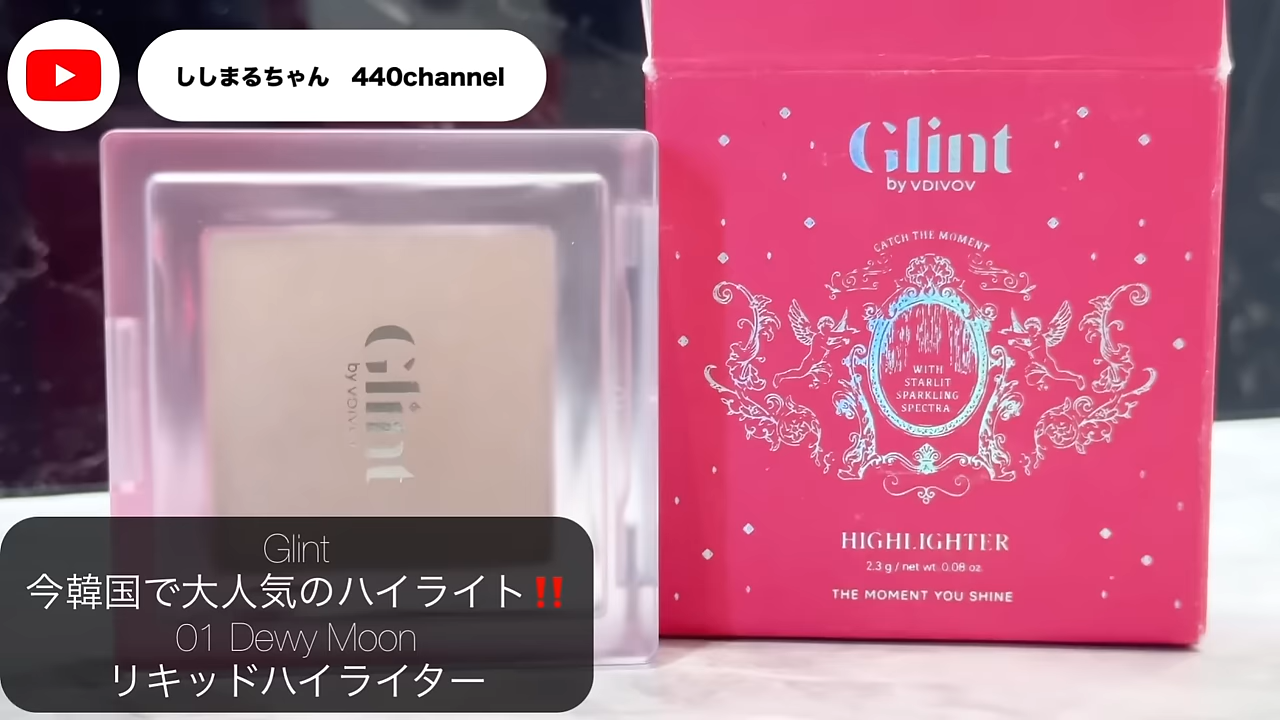 ししまるちゃん 440channel
Glint
by VDIVOV
CATCH THE MOMENT
WITH
STARLIT
SPARKLING
SPECTRA
HIGHLIGHTER
2.3 g / net wt. 0.08 oz.
THE MOMENT YOU SHINE
Glint
by VDIVOV
Glint
今韓国で大人気のハイライト‼️
01 Dewy Moon
リキッドハイライター